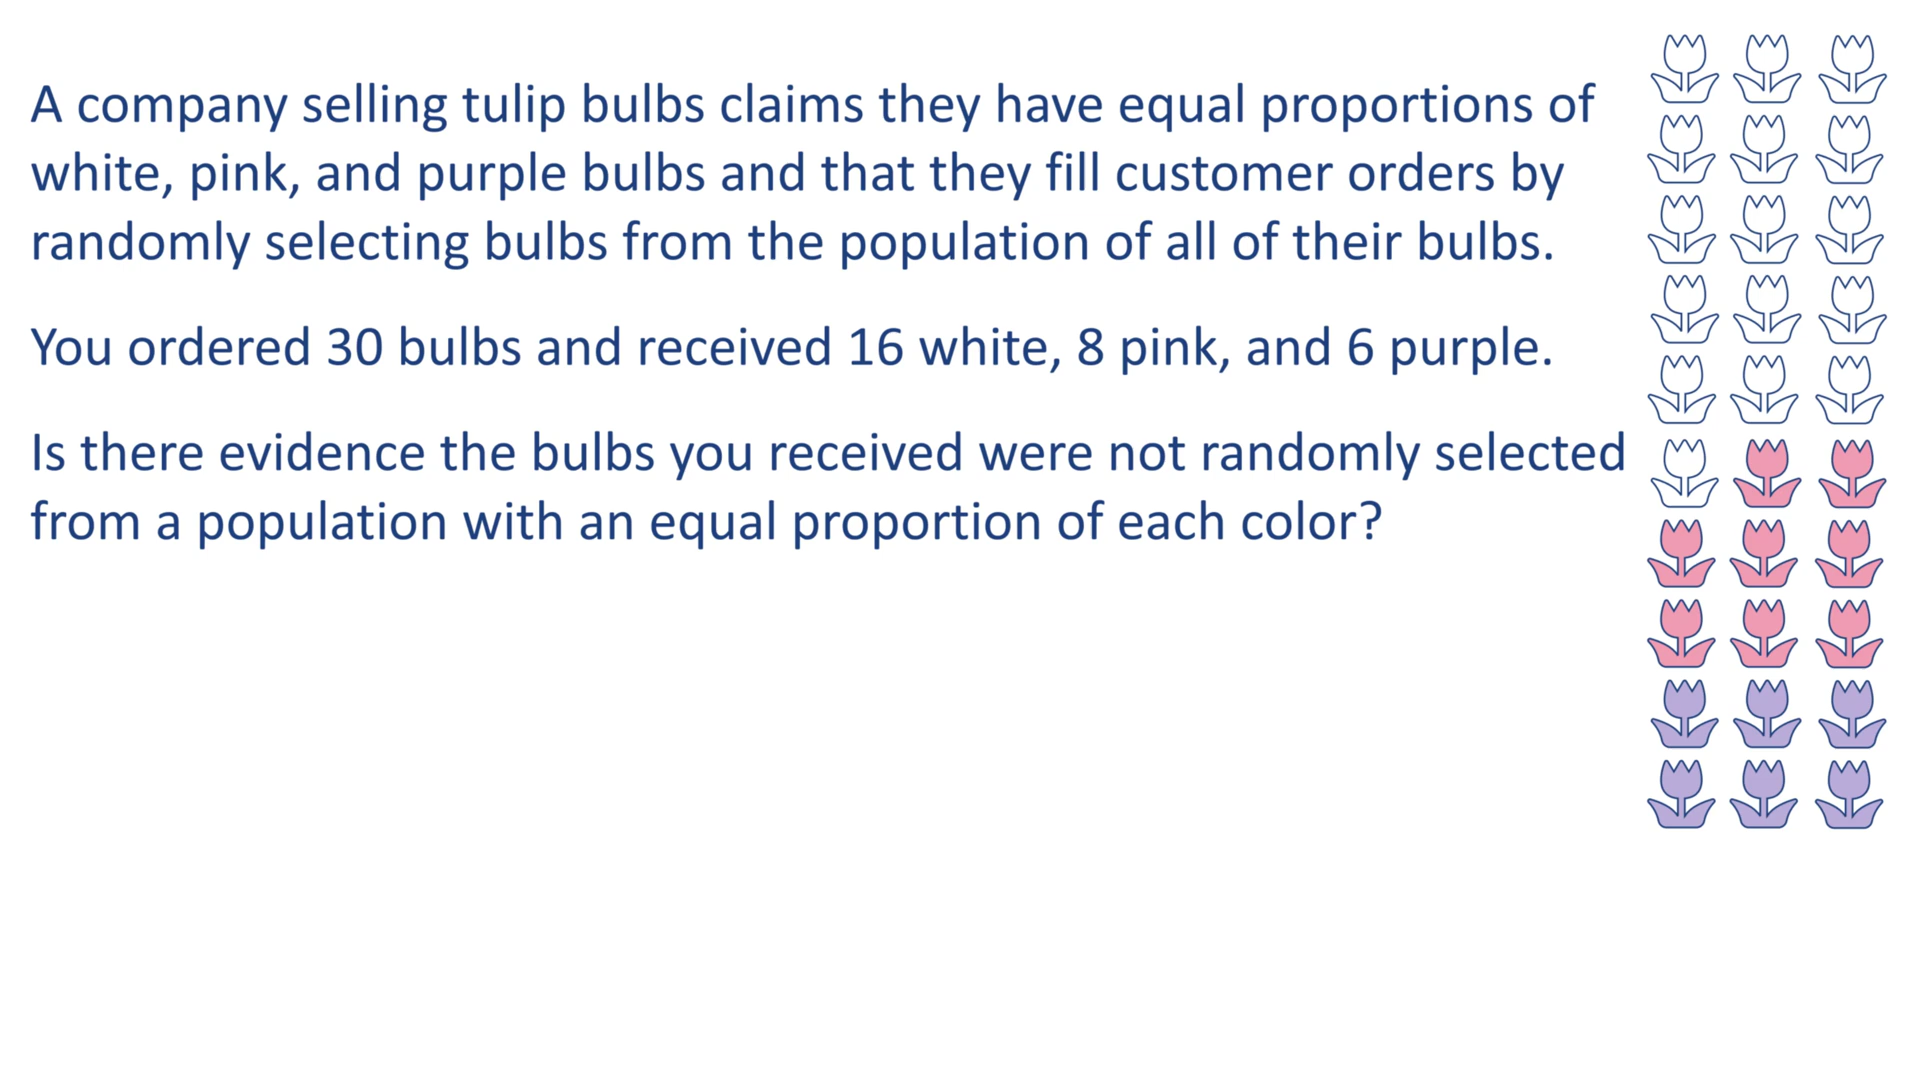 A company selling tulip bulbs claims they have equal proportions of
white, pink, and purple bulbs and that they fill customer orders by
randomly selecting bulbs from the population of all of their bulbs.
You ordered 30 bulbs and received 16 white, 8 pink, and 6 purple.
Is there evidence the bulbs you received were not randomly selected
from a population with an equal proportion of each color?